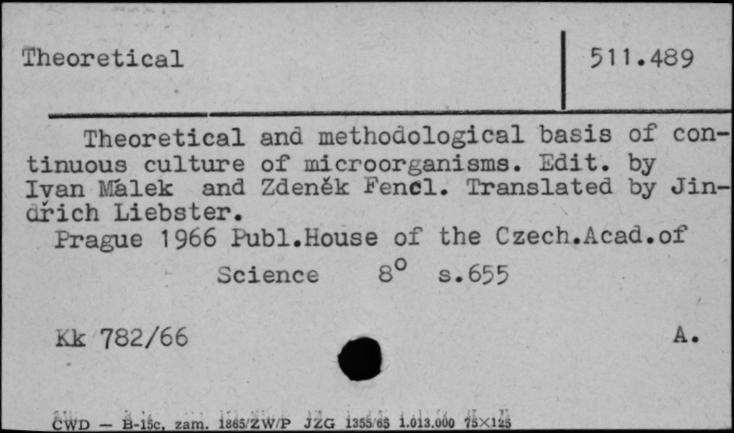 Theoretical 511.489
Theoretical and methodological basis of con-
tinuous culture of microorganisms. Edit. by
Ivan Málek and Zdeněk Fencl. Translated by Jin-
dřich Liebster.
Prague 1966 Publ.House of the Czech.Acad.of
Science 8° s.655
Kk 782/66 A.
ČWD — B-15c, zam. 1865/ZW/P JZG 1355/65 1.013.000 75×125